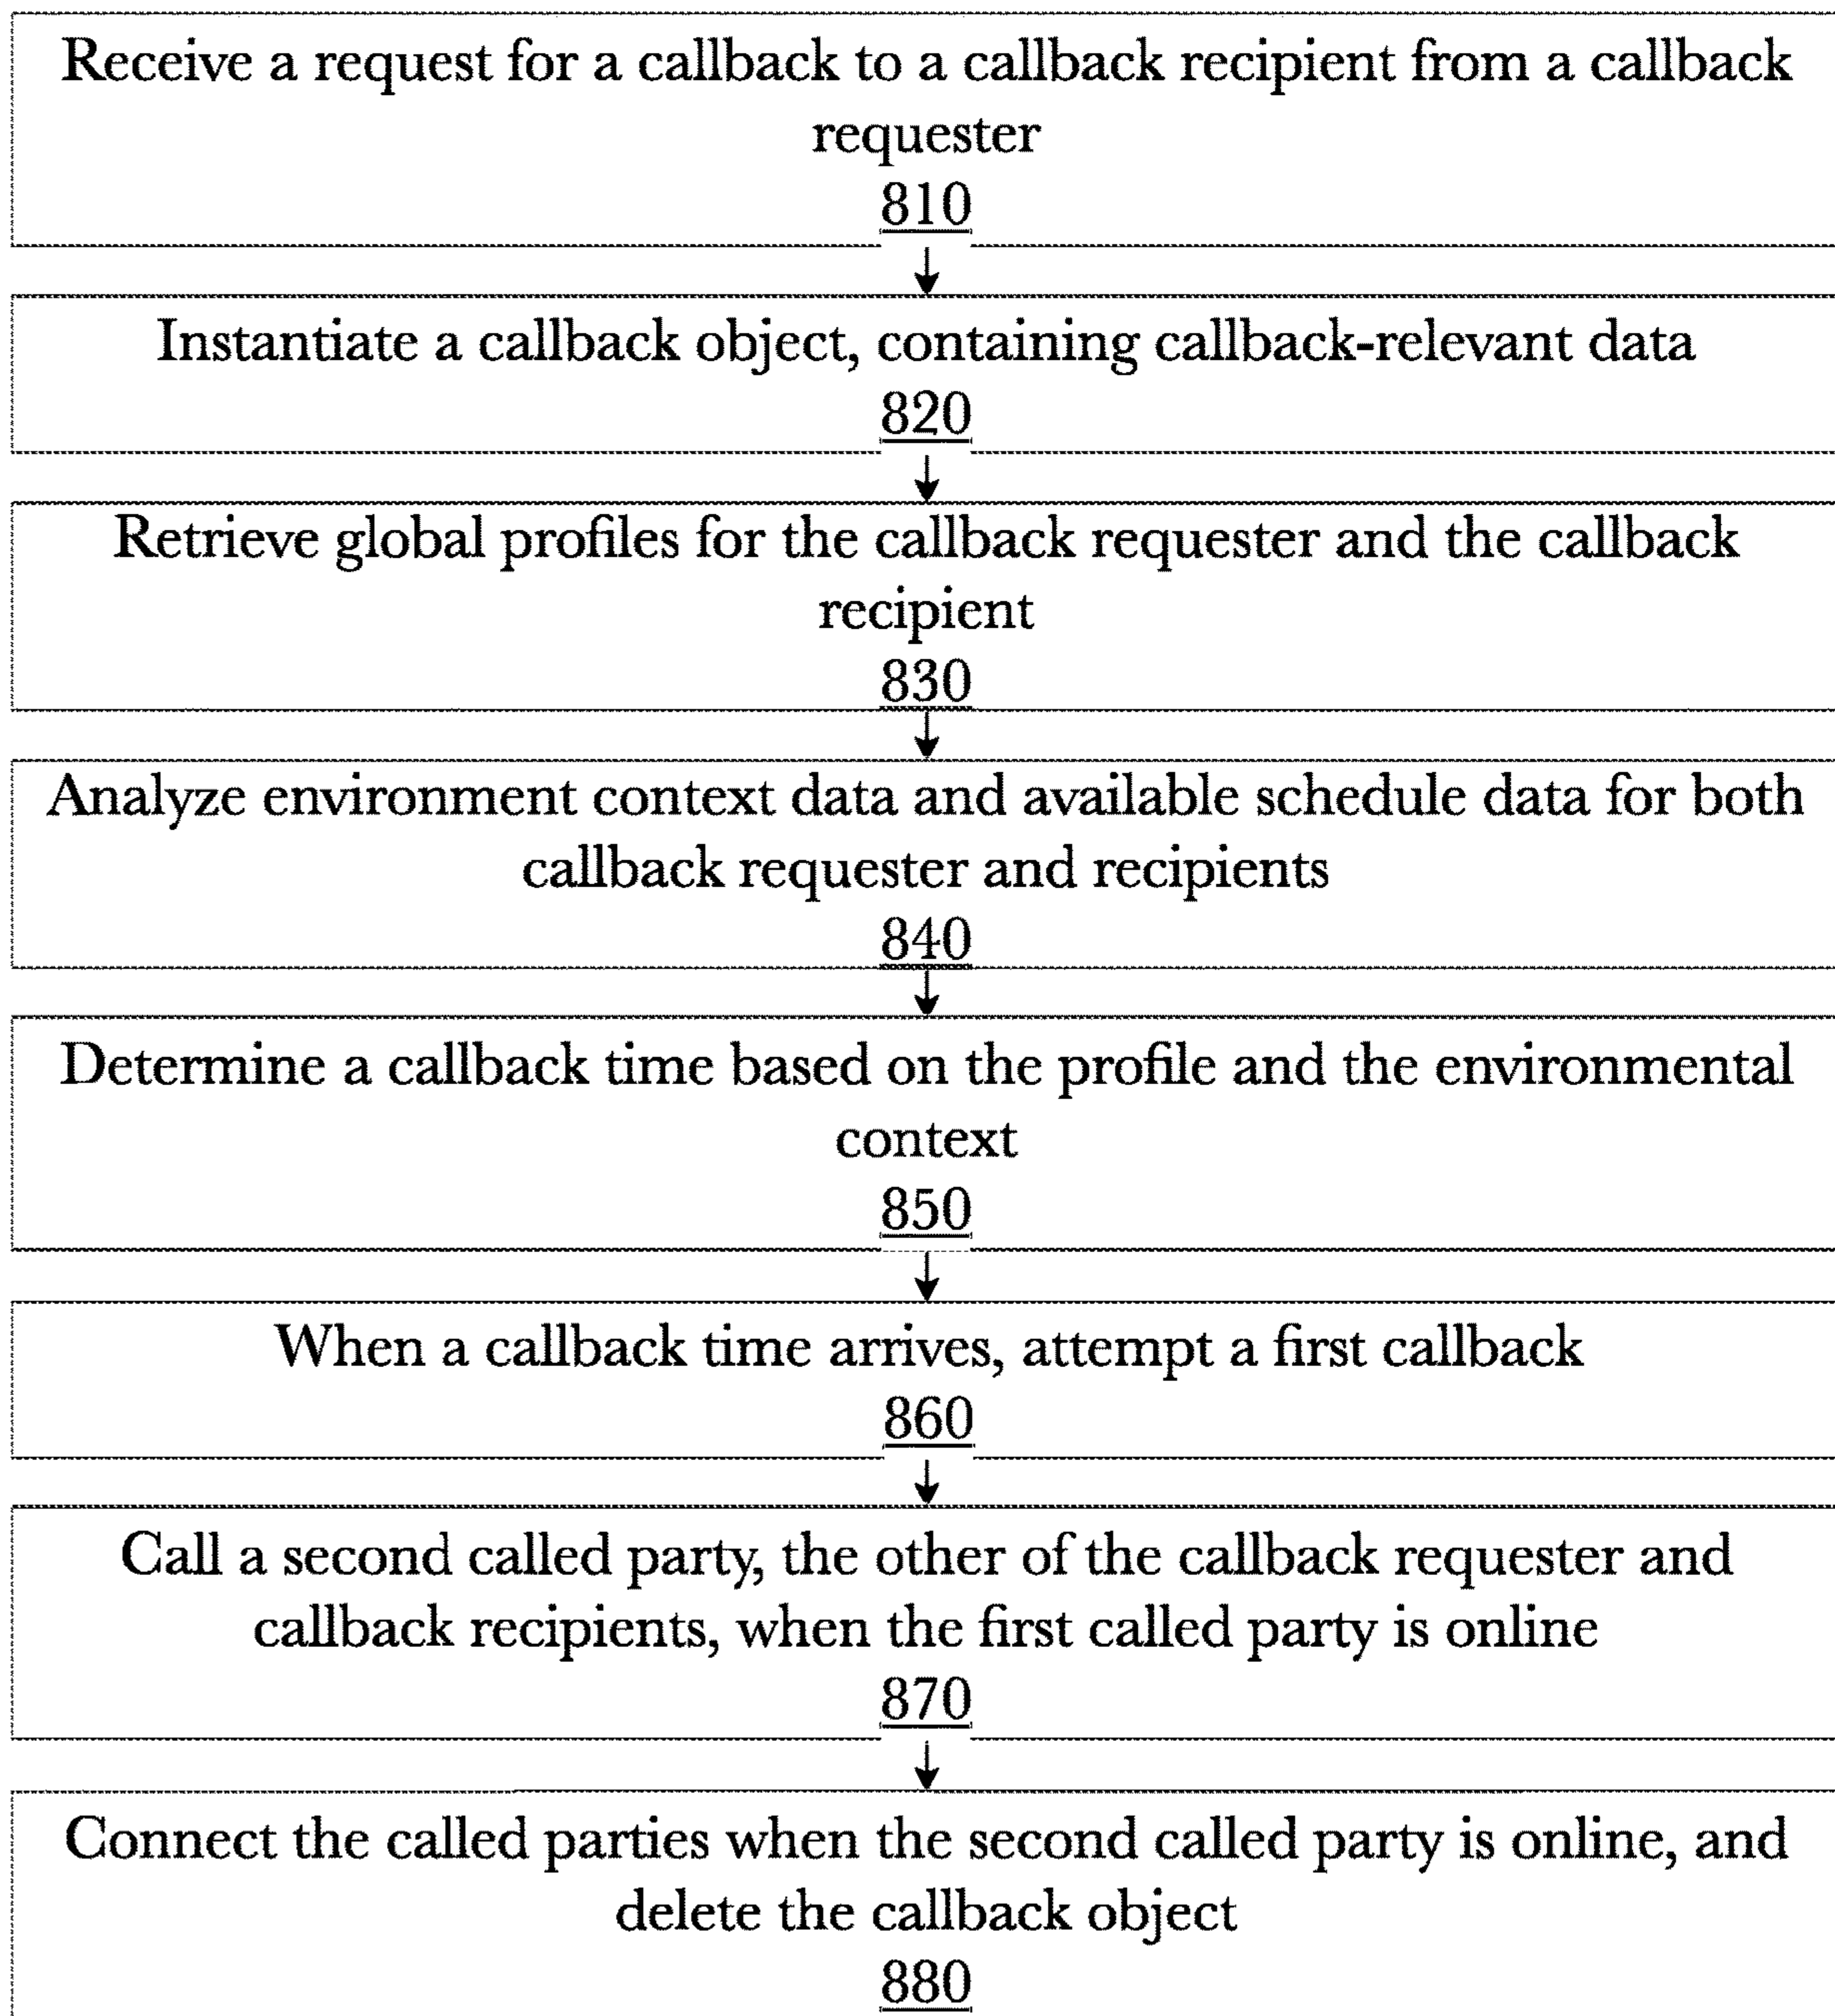 Receive a request for a callback to a callback recipient from a callback
requester
810
Instantiate a callback object, containing callback-relevant data
820
Retrieve global profiles for the callback requester and the callback
recipient
830
Analyze environment context data and available schedule data for both
callback requester and recipients
840
Determine a callback time based on the profile and the environmental
context
850
When a callback time arrives, attempt a first callback
860
Call a second called party, the other of the callback requester and
callback recipients, when the first called party is online
870
Connect the called parties when the second called party is online, and
delete the callback object
880